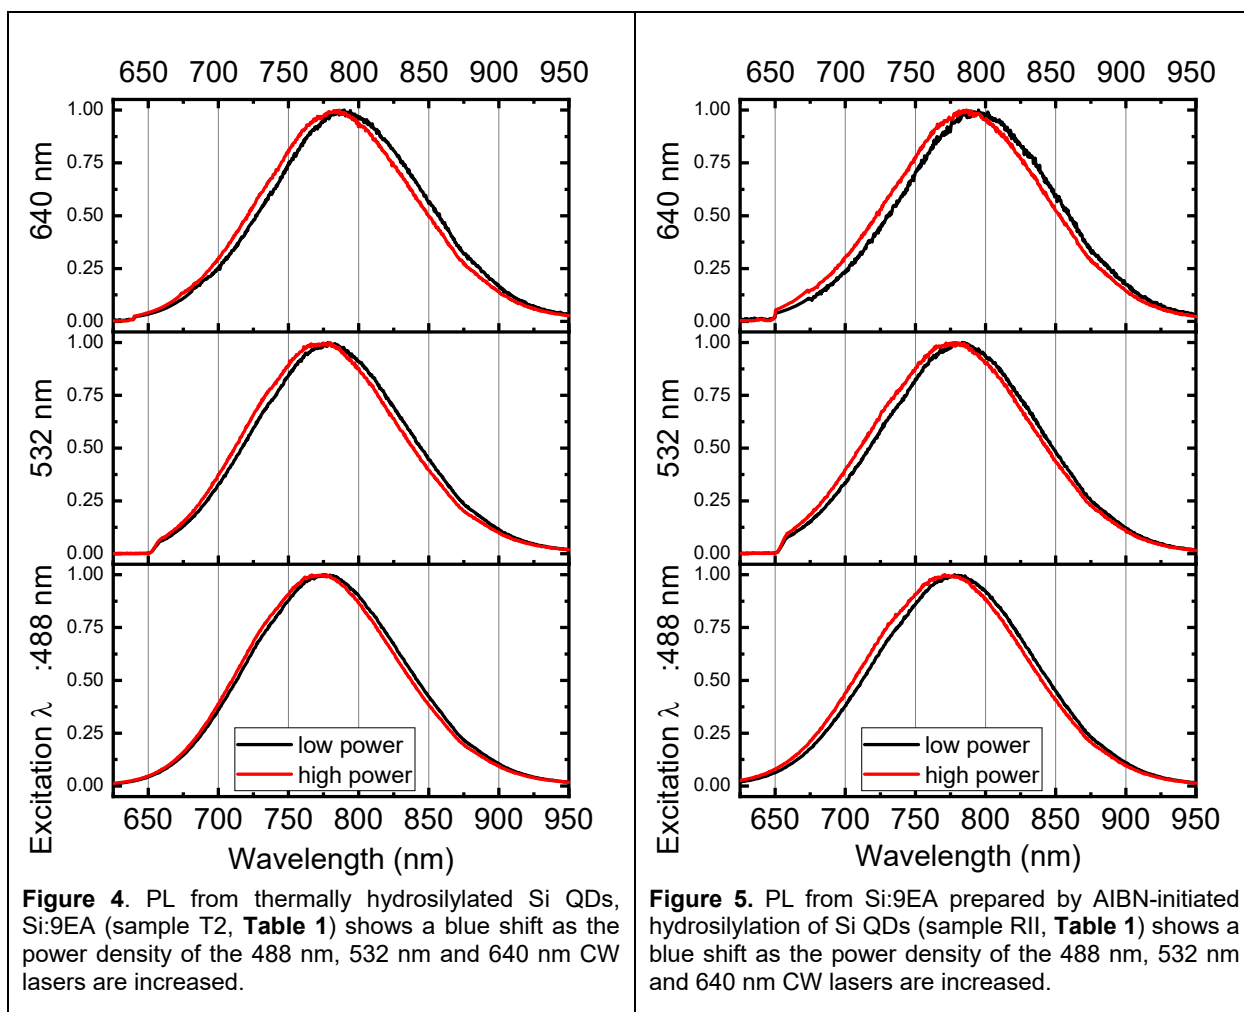 650 700 750 800 850 900 950
640 nm
1.00
0.75
0.50
0.25
0.00
532 nm
1.00
0.75
0.50
0.25
0.00
Excitation λ :488 nm
1.00
0.75
0.50
0.25
0.00
low power
high power
650 700 750 800 850 900 950
Wavelength (nm)
Figure 4. PL from thermally hydrosilylated Si QDs,
Si:9EA (sample T2, Table 1) shows a blue shift as the
power density of the 488 nm, 532 nm and 640 nm CW
lasers are increased.
650 700 750 800 850 900 950
640 nm
1.00
0.75
0.50
0.25
0.00
532 nm
1.00
0.75
0.50
0.25
0.00
Excitation λ :488 nm
1.00
0.75
0.50
0.25
0.00
low power
high power
650 700 750 800 850 900 950
Wavelength (nm)
Figure 5. PL from Si:9EA prepared by AIBN-initiated
hydrosilylation of Si QDs (sample RII, Table 1) shows a
blue shift as the power density of the 488 nm, 532 nm
and 640 nm CW lasers are increased.